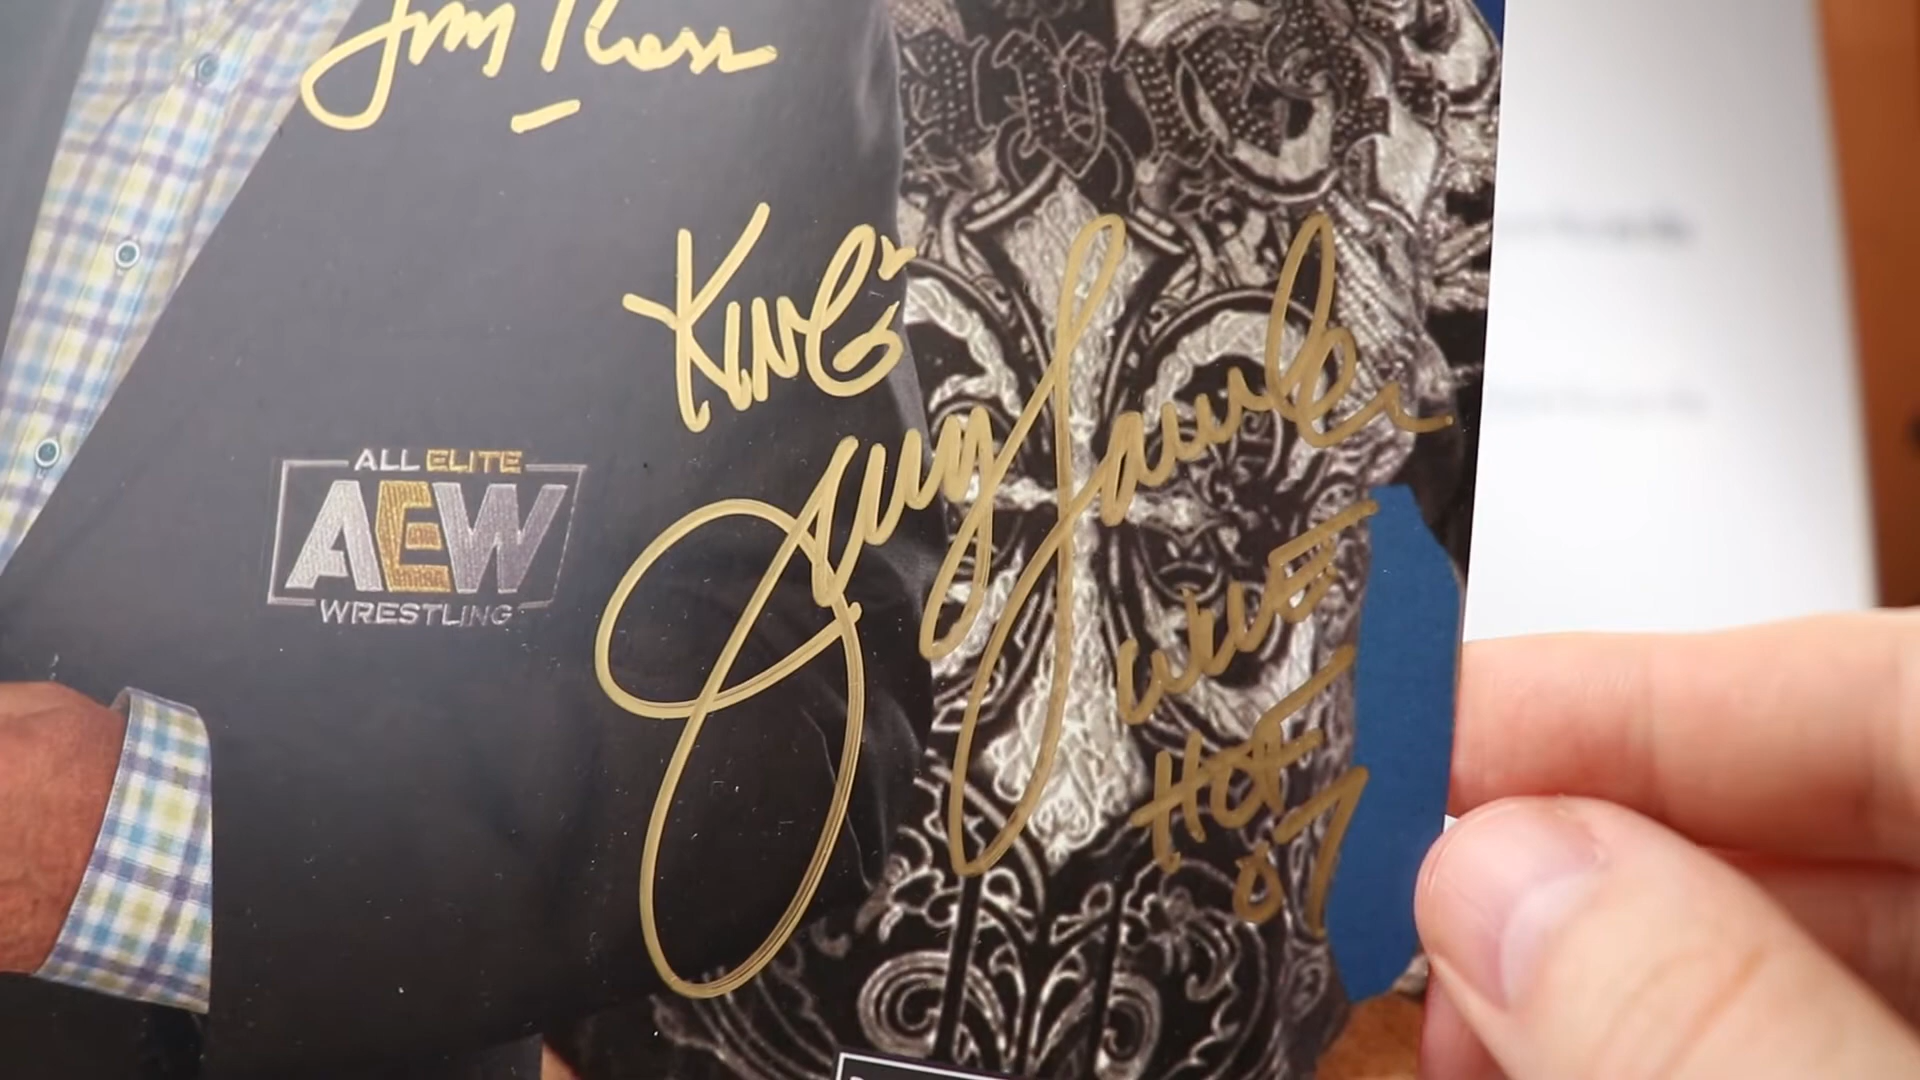 Jim Ross
King
Jerry Lawler
ALL ELITE
AEW
WRESTLING
WWE
HOF
07